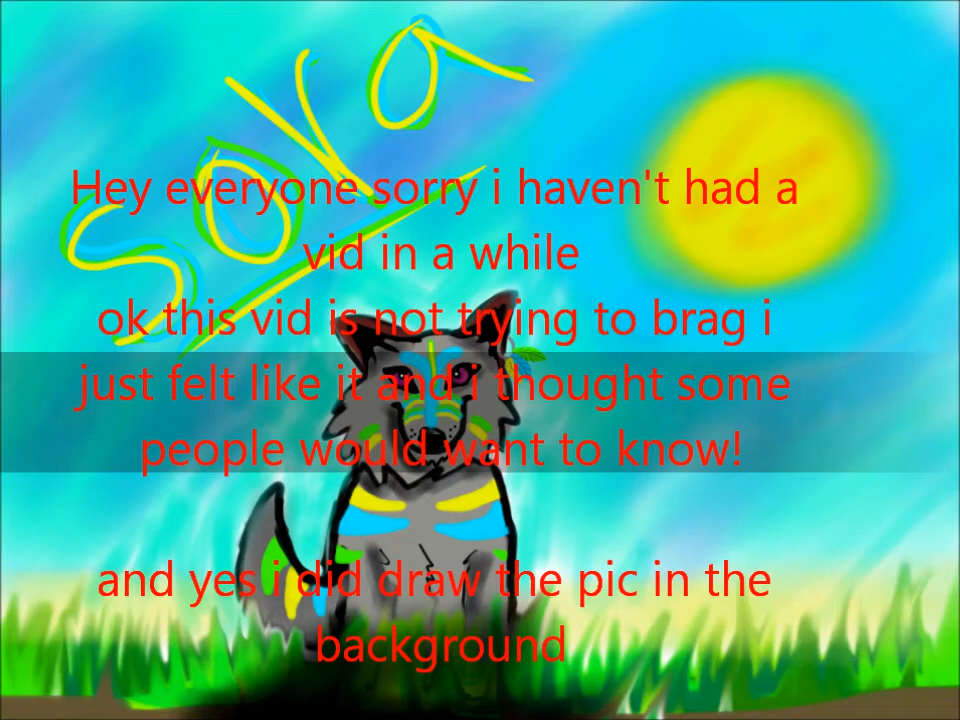 Sora
Hey everyone sorry i haven't had a
vid in a while
ok this vid is not trying to brag i
just felt like it and i thought some
people would want to know!
and yes i did draw the pic in the
background